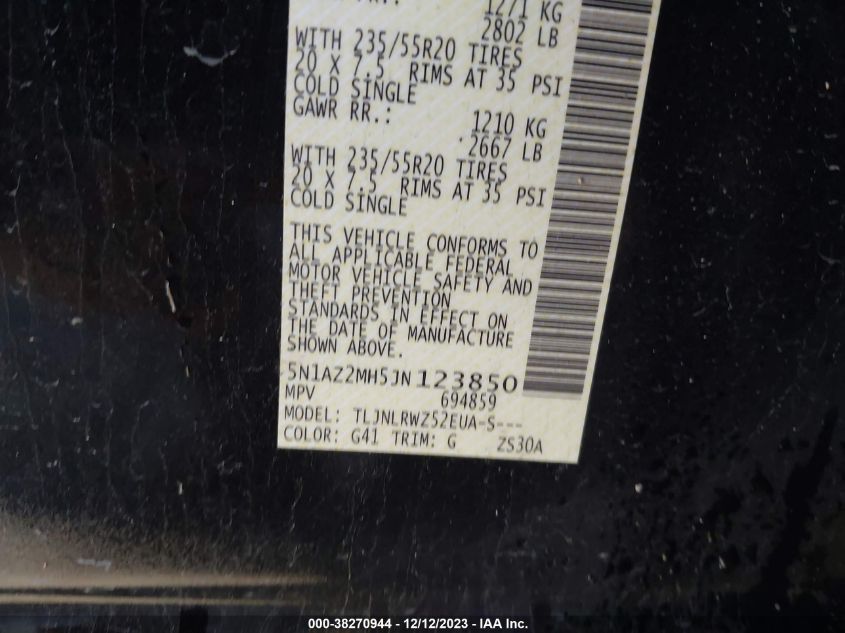 1271 KG
2802 LB
WITH 235/55R20 TIRES
20 X 7.5 RIMS AT 35 PSI
COLD SINGLE
GAWR RR.:
1210 KG
2667 LB
WITH 235/55R20 TIRES
20 X 7.5 RIMS AT 35 PSI
COLD SINGLE
THIS VEHICLE CONFORMS TO
ALL APPLICABLE FEDERAL
MOTOR VEHICLE SAFETY AND
THEFT PREVENTION
STANDARDS IN EFFECT ON
THE DATE OF MANUFACTURE
SHOWN ABOVE.
5N1AZ2MH5JN123850
MPV 694859
MODEL: TLJNLRWZ52EUA-S---
COLOR: G41 TRIM: G ZS30A
000-38270944 - 12/12/2023 - IAA Inc.